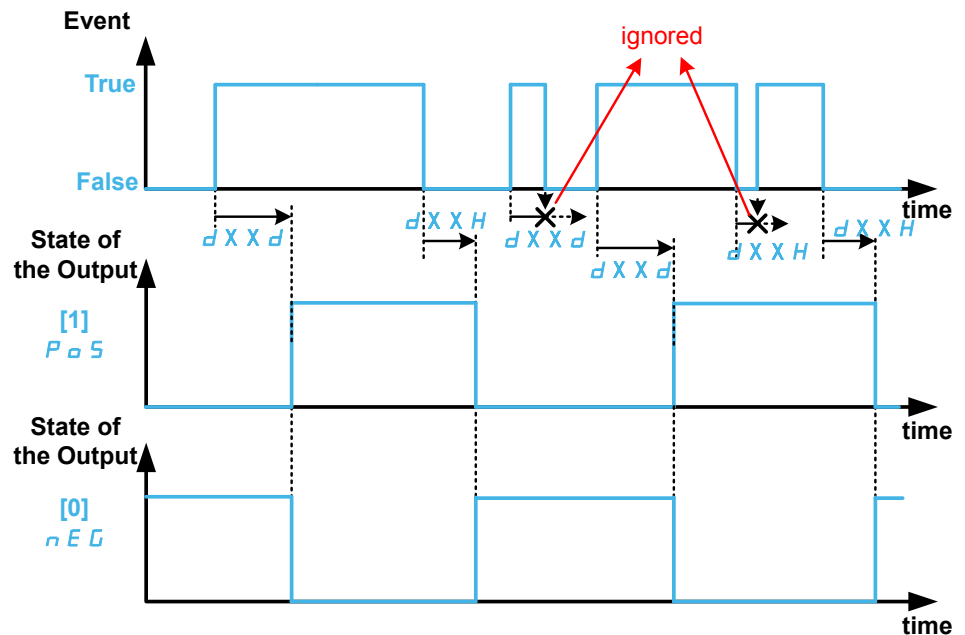 Event
ignored
True
False
time
d X X d
d X X H
d X X d
d X X d
d X X H
d X X H
State of
the Output
[1]
P o S
time
State of
the Output
[0]
n E G
time